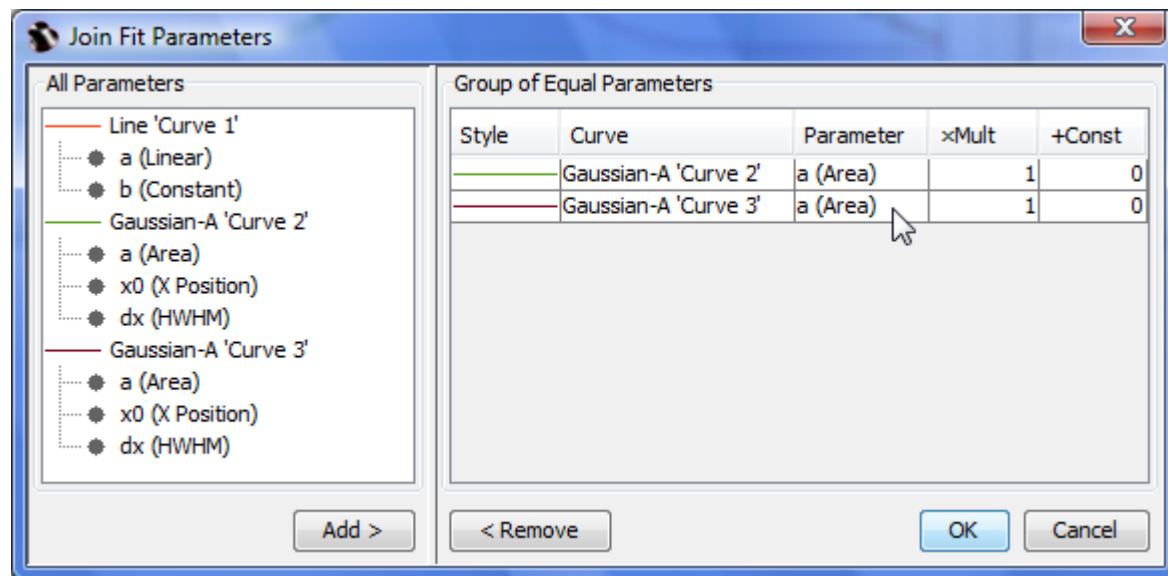 Join Fit Parameters
X
All Parameters
Line 'Curve 1'
a (Linear)
b (Constant)
Gaussian-A 'Curve 2'
a (Area)
x0 (X Position)
dx (HWHM)
Gaussian-A 'Curve 3'
a (Area)
x0 (X Position)
dx (HWHM)
Add >
Group of Equal Parameters
Style Curve Parameter ×Mult +Const
Gaussian-A 'Curve 2' a (Area) 1 0
Gaussian-A 'Curve 3' a (Area) 1 0
< Remove OK Cancel